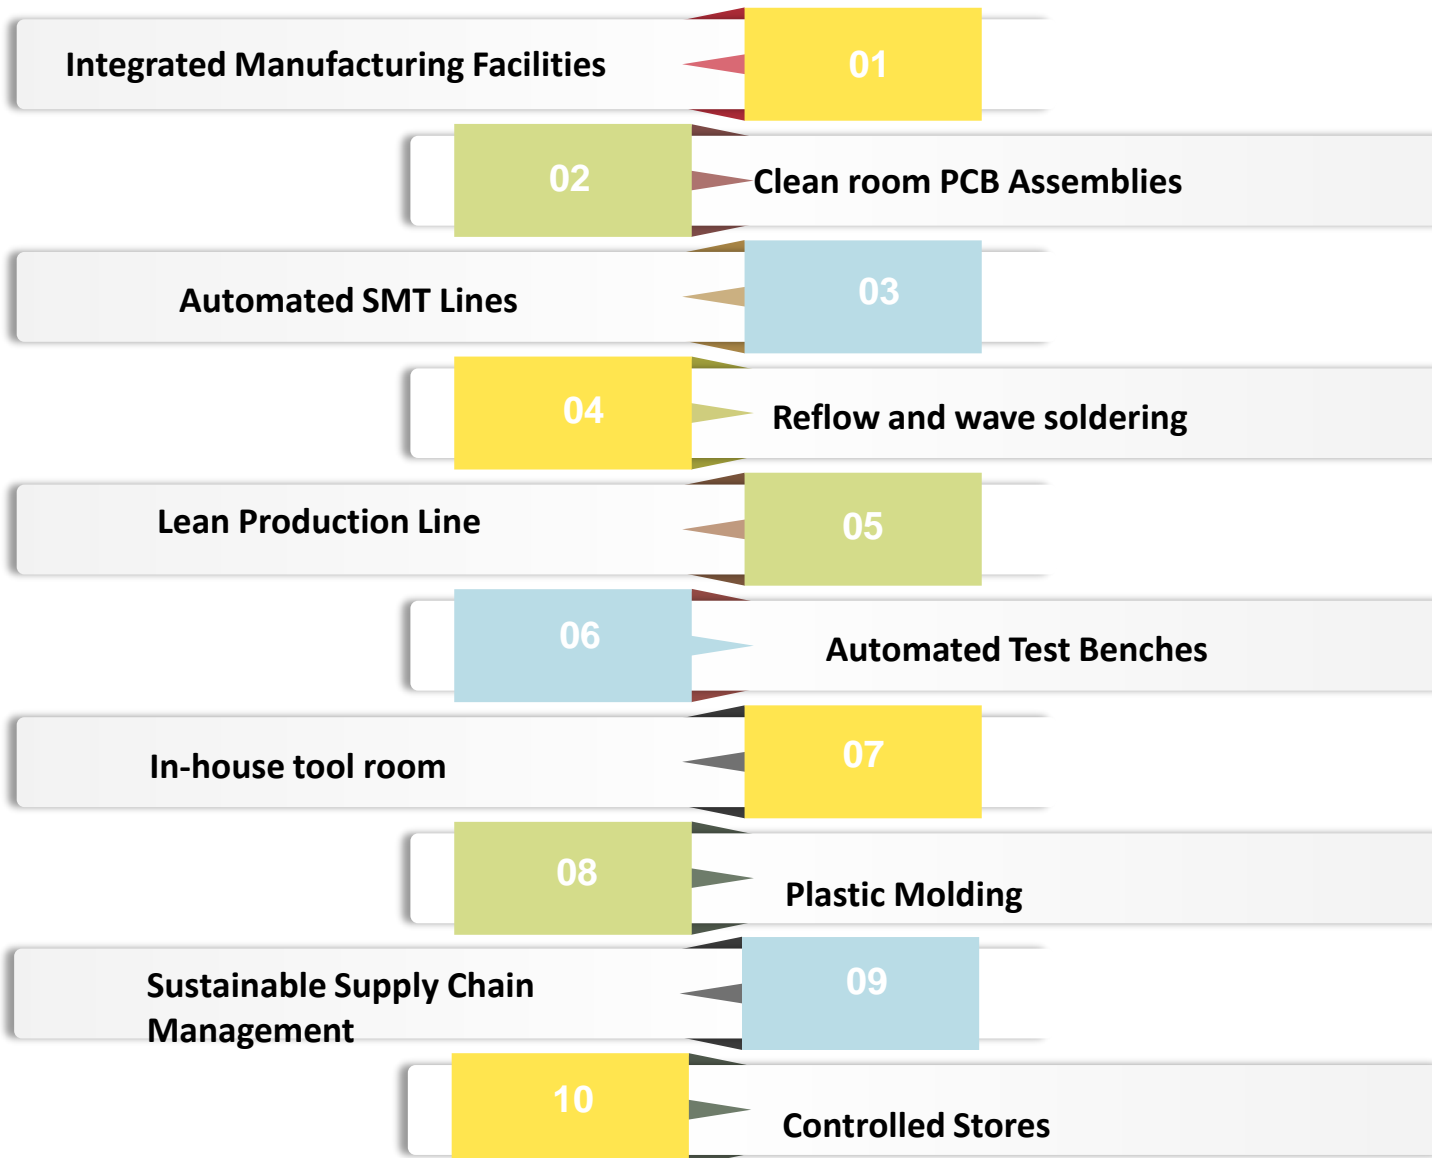 Integrated Manufacturing Facilities
01
02
Clean room PCB Assemblies
Automated SMT Lines
03
04
Reflow and wave soldering
Lean Production Line
05
06
Automated Test Benches
In-house tool room
07
08
Plastic Molding
Sustainable Supply Chain
Management
09
10
Controlled Stores